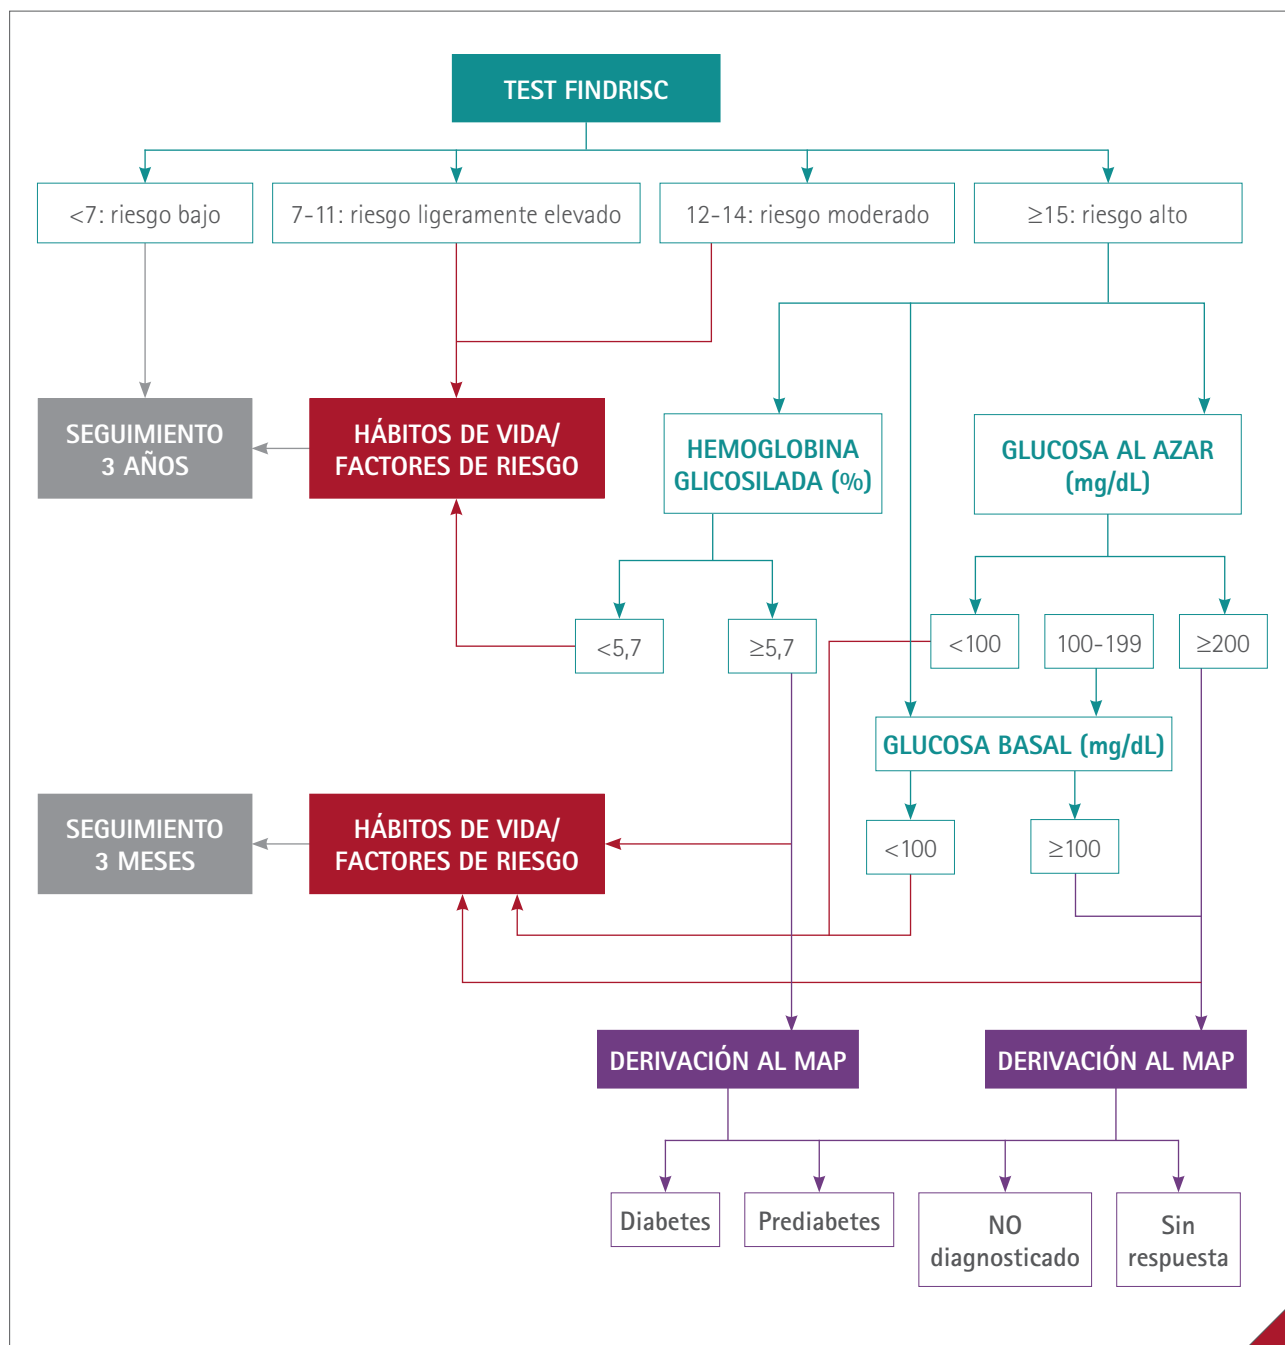 TEST FINDRISC
<7: riesgo bajo
7-11: riesgo ligeramente elevado
12-14: riesgo moderado
≥15: riesgo alto
SEGUIMIENTO
3 AÑOS
HÁBITOS DE VIDA/
FACTORES DE RIESGO
HEMOGLOBINA
GLICOSILADA (%)
GLUCOSA AL AZAR
(mg/dL)
<5,7
≥5,7
<100
100-199
≥200
GLUCOSA BASAL (mg/dL)
SEGUIMIENTO
3 MESES
HÁBITOS DE VIDA/
FACTORES DE RIESGO
<100
≥100
DERIVACIÓN AL MAP
DERIVACIÓN AL MAP
Diabetes
Prediabetes
NO
diagnosticado
Sin
respuesta